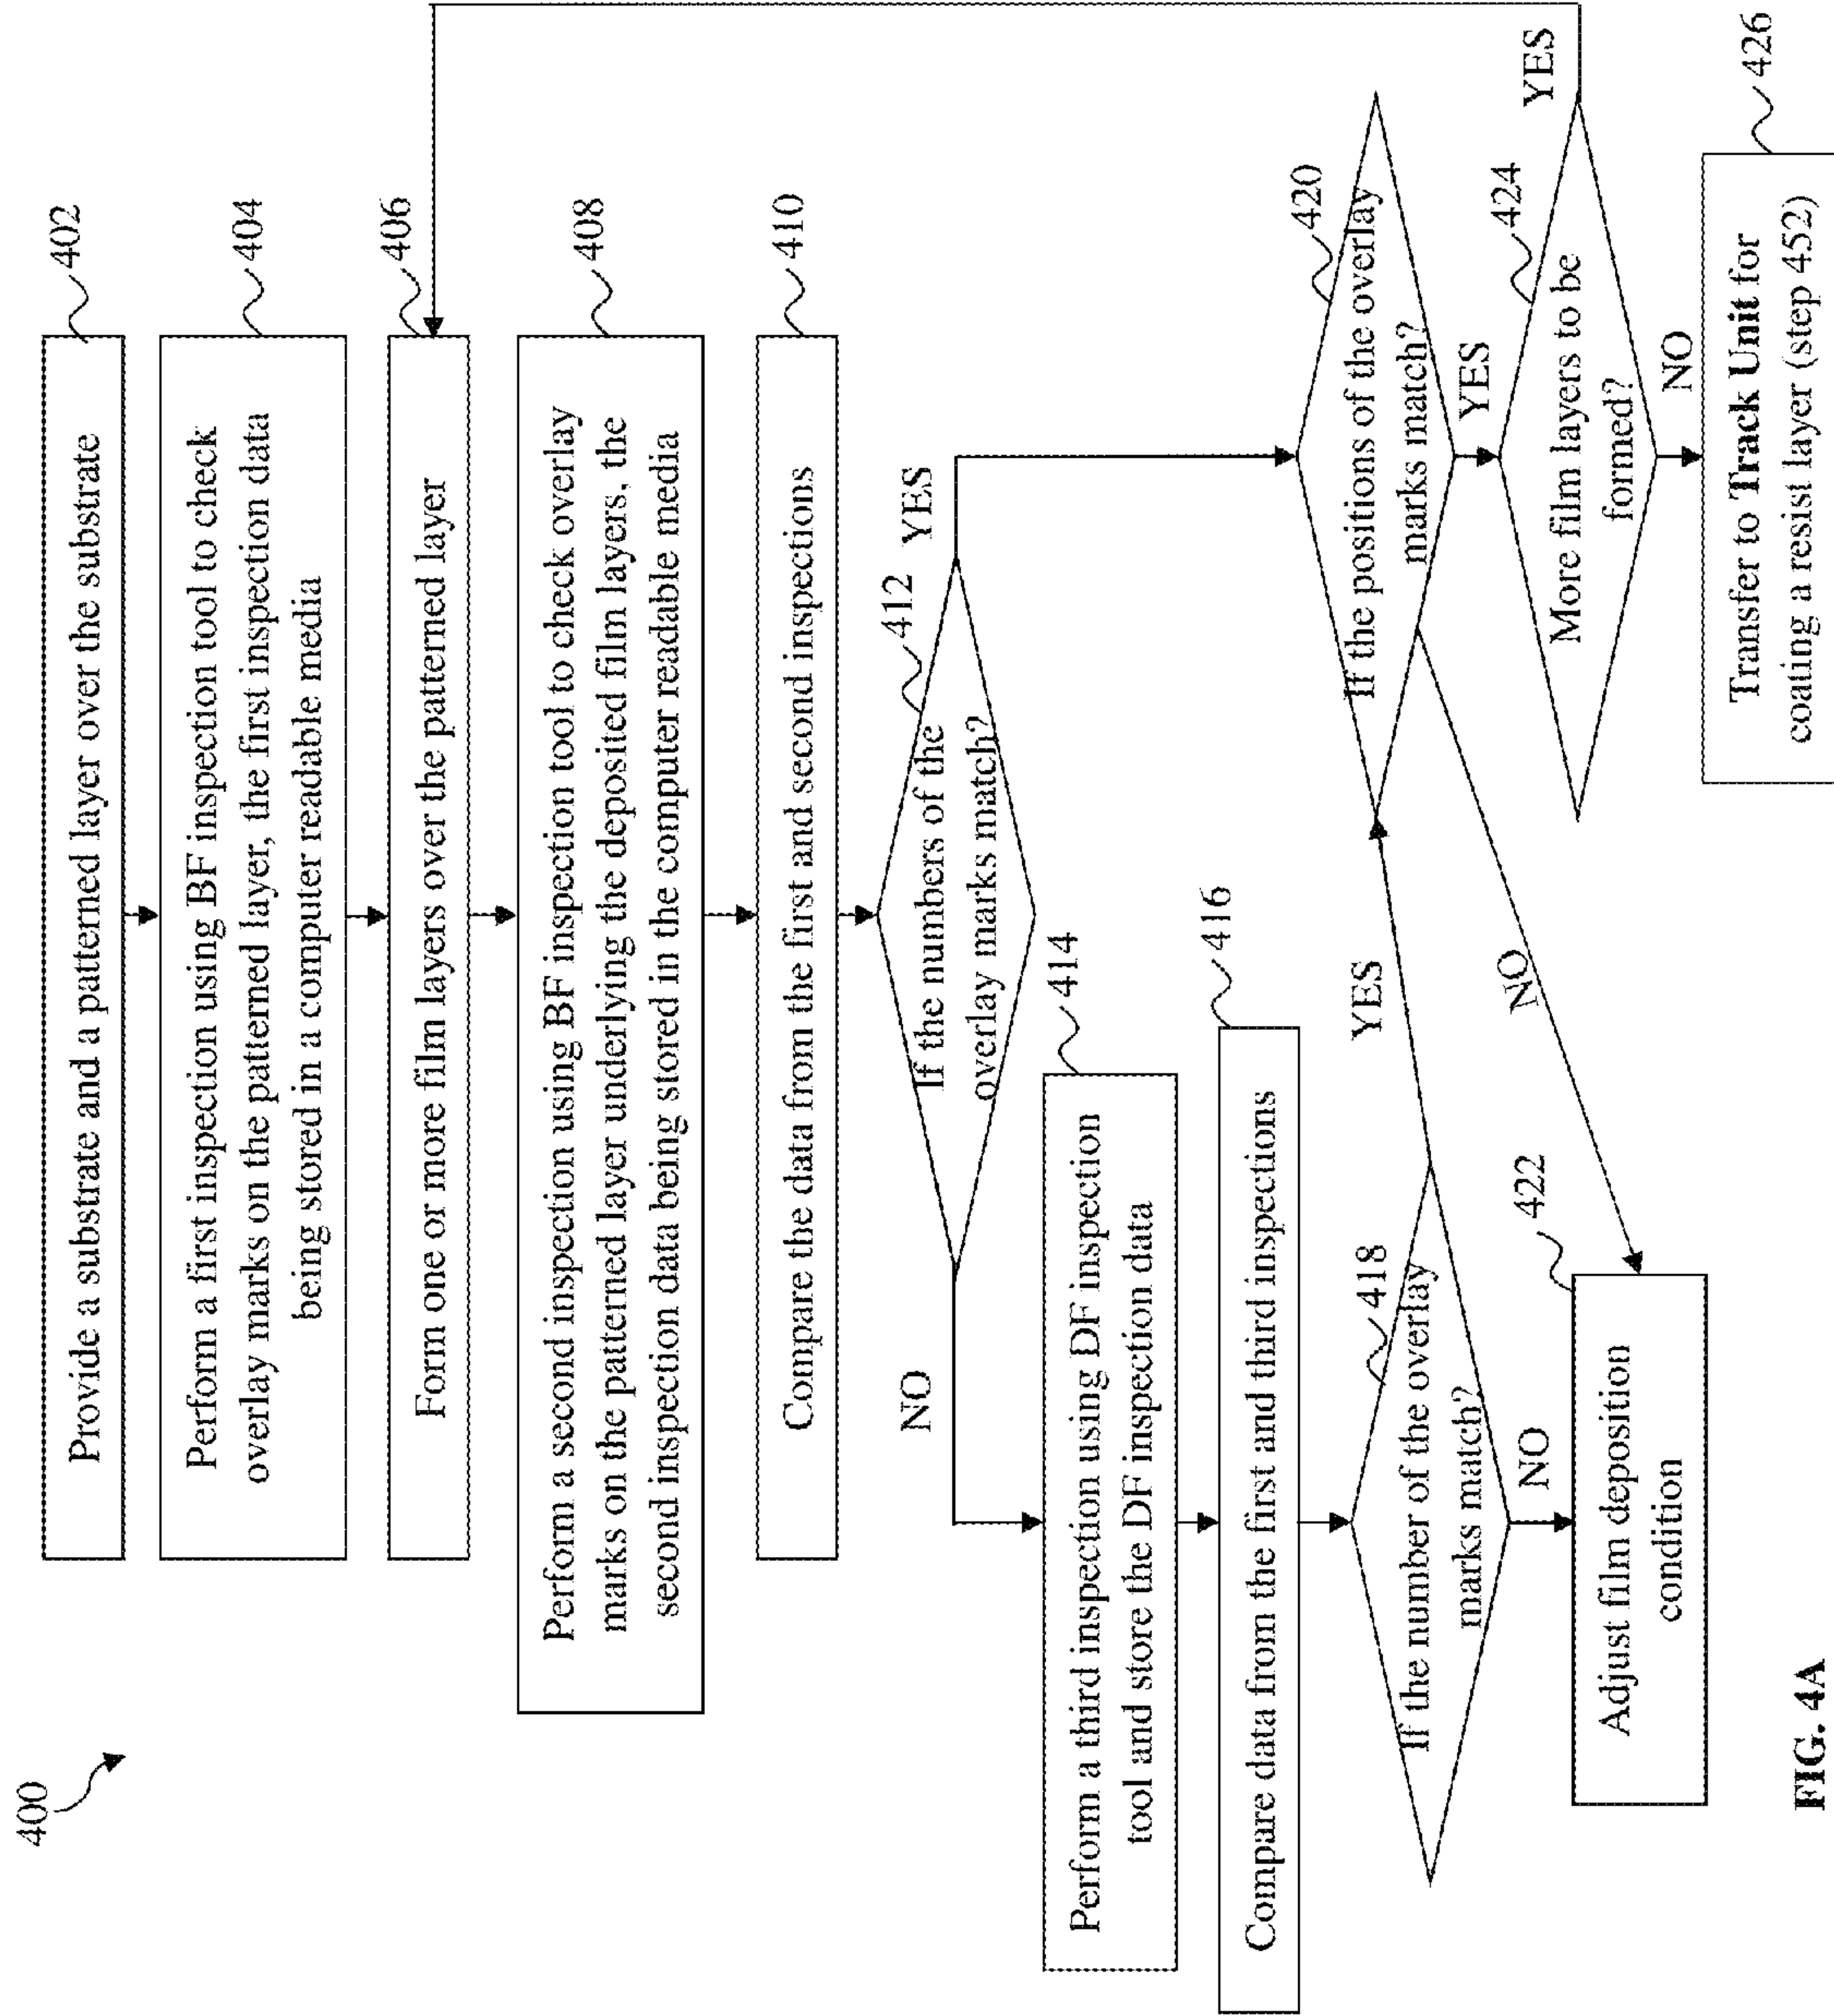 400
Provide a substrate and a patterned layer over the substrate
402
Perform a first inspection using BF inspection tool to check
overlay marks on the patterned layer, the first inspection data
being stored in a computer readable media
404
Form one or more film layers over the patterned layer
406
Perform a second inspection using BF inspection tool to check overlay
marks on the patterned layer underlying the deposited film layers, the
second inspection data being stored in the computer readable media
408
Compare the data from the first and second inspections
410
If the numbers of the
overlay marks match?
412
NO
YES
Perform a third inspection using DF inspection
tool and store the DF inspection data
414
Compare data from the first and third inspections
416
If the number of the overlay
marks match?
418
YES
NO
If the positions of the overlay
marks match?
420
NO
YES
Adjust film deposition
condition
422
More film layers to be
formed?
424
YES
NO
Transfer to Track Unit for
coating a resist layer (step 452)
426
FIG. 4A